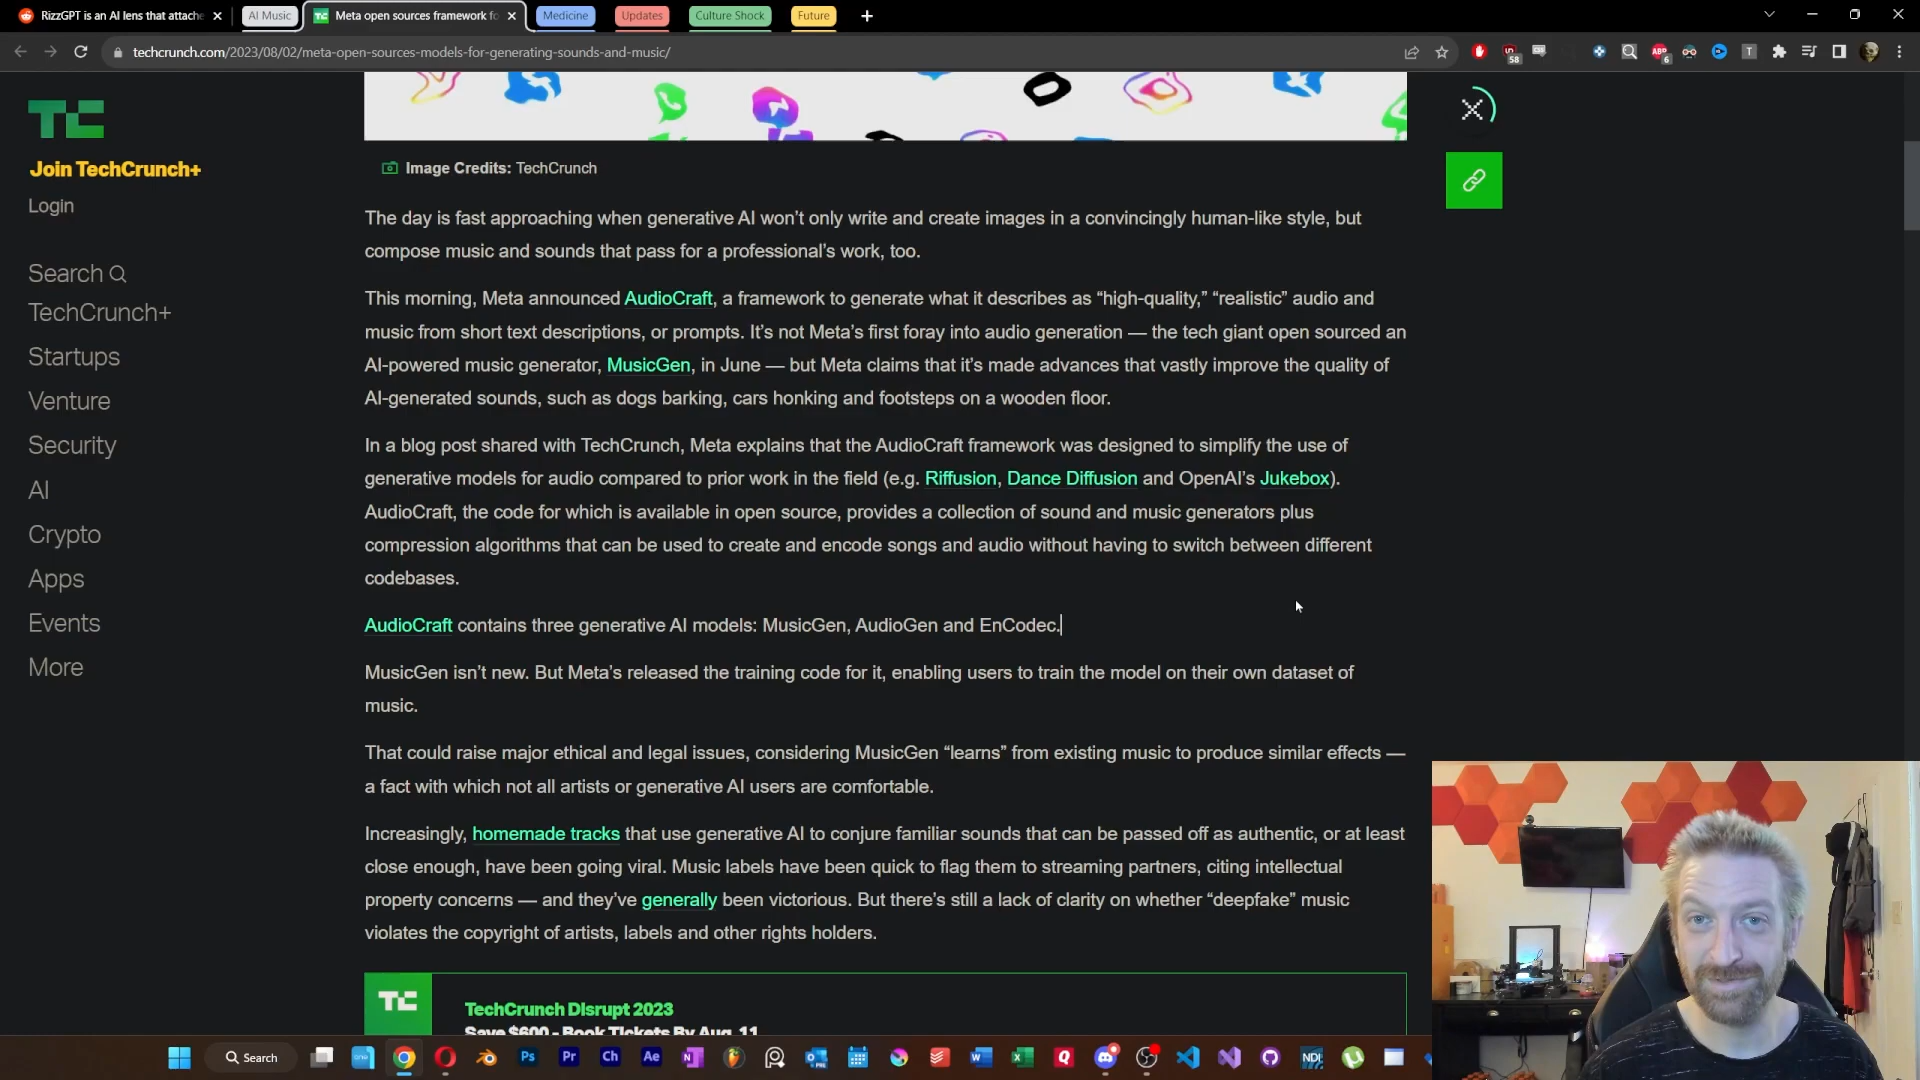 RizzGPT is an AI lens that attache
AI Music
Meta open sources framework fo
Medicine
Updates
Culture Shock
Future
techcrunch.com/2023/08/02/meta-open-sources-models-for-generating-sounds-and-music/
TC
Join TechCrunch+
Login
Search
TechCrunch+
Startups
Venture
Security
AI
Crypto
Apps
Events
More
Image Credits: TechCrunch
The day is fast approaching when generative AI won’t only write and create images in a convincingly human-like style, but
compose music and sounds that pass for a professional’s work, too.
This morning, Meta announced AudioCraft, a framework to generate what it describes as “high-quality,” “realistic” audio and
music from short text descriptions, or prompts. It’s not Meta’s first foray into audio generation — the tech giant open sourced an
AI-powered music generator, MusicGen, in June — but Meta claims that it’s made advances that vastly improve the quality of
AI-generated sounds, such as dogs barking, cars honking and footsteps on a wooden floor.
In a blog post shared with TechCrunch, Meta explains that the AudioCraft framework was designed to simplify the use of
generative models for audio compared to prior work in the field (e.g. Riffusion, Dance Diffusion and OpenAI’s Jukebox).
AudioCraft, the code for which is available in open source, provides a collection of sound and music generators plus
compression algorithms that can be used to create and encode songs and audio without having to switch between different
codebases.
AudioCraft contains three generative AI models: MusicGen, AudioGen and EnCodec.
MusicGen isn’t new. But Meta’s released the training code for it, enabling users to train the model on their own dataset of
music.
That could raise major ethical and legal issues, considering MusicGen “learns” from existing music to produce similar effects —
a fact with which not all artists or generative AI users are comfortable.
Increasingly, homemade tracks that use generative AI to conjure familiar sounds that can be passed off as authentic, or at least
close enough, have been going viral. Music labels have been quick to flag them to streaming partners, citing intellectual
property concerns — and they’ve generally been victorious. But there’s still a lack of clarity on whether “deepfake” music
violates the copyright of artists, labels and other rights holders.
TC
TechCrunch Disrupt 2023
Save $600 - Book Tickets By Aug. 11
Search
Ps
Pr
Ch
Ae
N
NDI